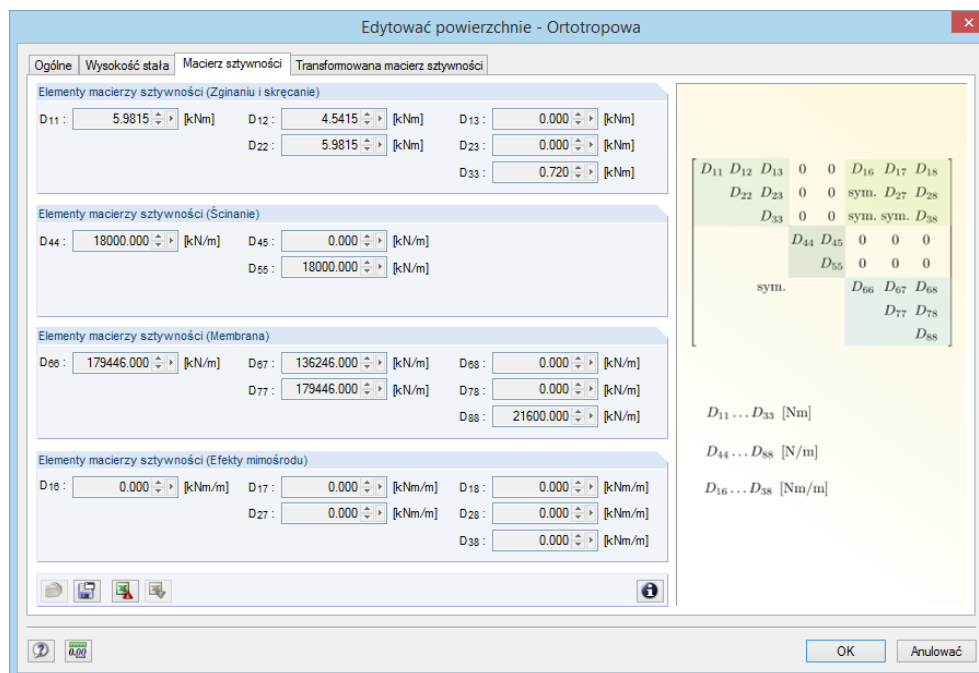 Edytować powierzchnie - Ortotropowa
Ogólne Wysokość stała Macierz sztywności Transformowana macierz sztywności
Elementy macierzy sztywności (Zginaniu i skręcanie)
D11 : 5.9815 [kNm] D12 : 4.5415 [kNm] D13 : 0.000 [kNm]
D22 : 5.9815 [kNm] D23 : 0.000 [kNm]
D33 : 0.720 [kNm]
Elementy macierzy sztywności (Ścinanie)
D44 : 18000.000 [kN/m] D45 : 0.000 [kN/m]
D55 : 18000.000 [kN/m]
Elementy macierzy sztywności (Membrana)
D66 : 179446.000 [kN/m] D67 : 136246.000 [kN/m] D68 : 0.000 [kN/m]
D77 : 179446.000 [kN/m] D78 : 0.000 [kN/m]
D88 : 21600.000 [kN/m]
Elementy macierzy sztywności (Efekty mimośrodu)
D16 : 0.000 [kNm/m] D17 : 0.000 [kNm/m] D18 : 0.000 [kNm/m]
D27 : 0.000 [kNm/m] D28 : 0.000 [kNm/m]
D38 : 0.000 [kNm/m]
D11 D12 D13 0 0 D16 D17 D18
D22 D23 0 0 sym. D27 D28
D33 0 0 sym. sym. D38
D44 D45 0 0 0
D55 0 0 0
sym. D66 D67 D68
D77 D78
D88
D11 ... D33 [Nm]
D44 ... D88 [N/m]
D16 ... D38 [Nm/m]
0.00
OK Anulować